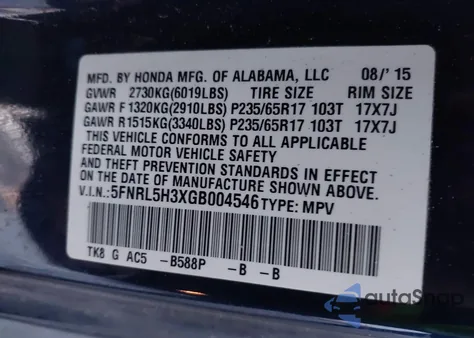 MFD. BY HONDA MFG. OF ALABAMA, LLC 08/'15
GVWR 2730KG(6019LBS) TIRE SIZE RIM SIZE
GAWR F 1320KG(2910LBS) P235/65R17 103T 17X7J
GAWR R1515KG(3340LBS) P235/65R17 103T 17X7J
THIS VEHICLE CONFORMS TO ALL APPLICABLE
FEDERAL MOTOR VEHICLE SAFETY
AND THEFT PREVENTION STANDARDS IN EFFECT ON THE
DATE OF MANUFACTURE SHOWN ABOVE.
V.I.N.: 5FNRL5H3XGB004546 TYPE: MPV
TK8 G AC5 -B588P -B -B
autoSnap